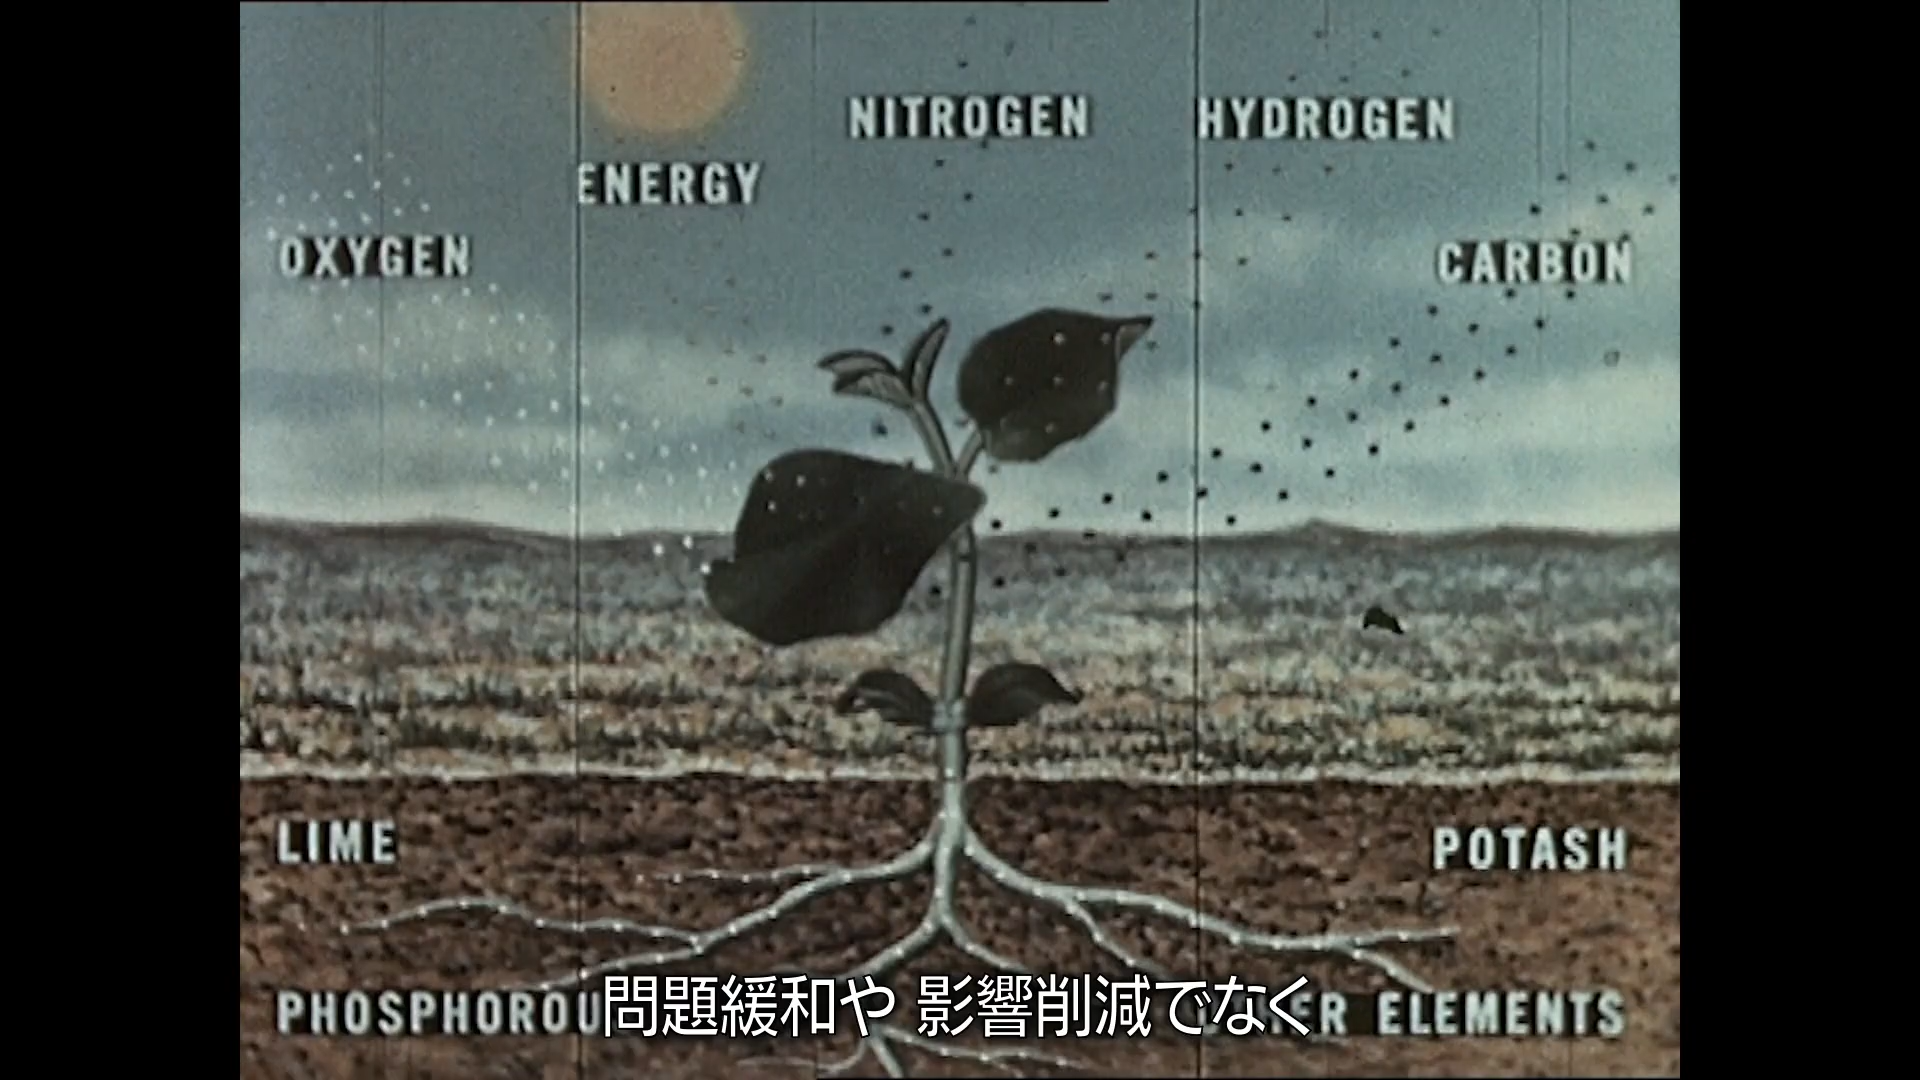 NITROGEN
HYDROGEN
ENERGY
OXYGEN
CARBON
LIME
POTASH
PHOSPHOROU
ELEMENTS
問題緩和や 影響削減でなく